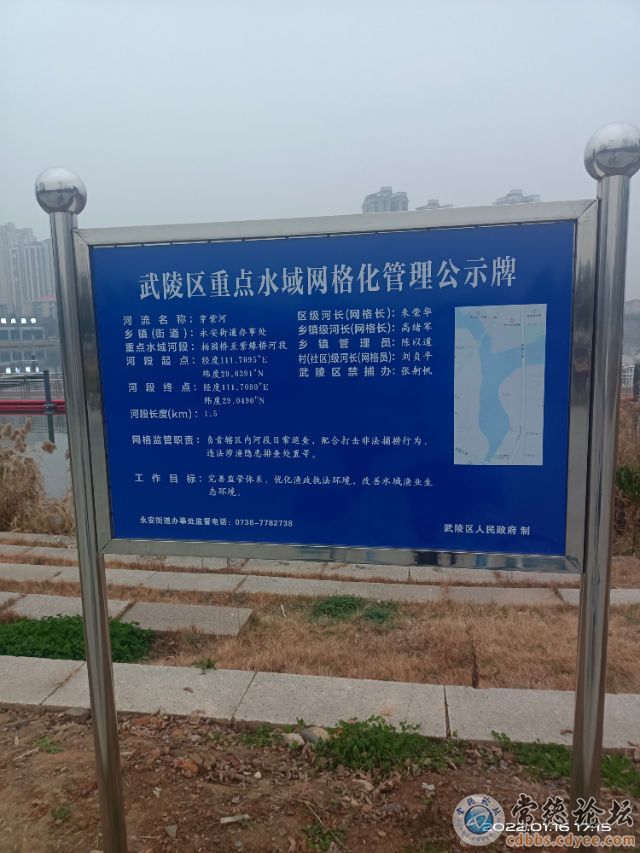 武陵区重点水域网格化管理公示牌
河流名称：穿紫河
乡镇（街道）：永安街道办事处
重点水域河段：柏园桥至紫缘桥河段
河段起点：经度111.7095°E
纬度29.0391°N
河段终点：经度111.7080°E
纬度29.0490°N
河段长度(km)：1.5
区级河长(网格长)：朱荣华
乡镇级河长(网格长)：高绪军
乡镇管理员：陈以道
村(社区)级河长(网格员)：刘贞平
武陵区禁捕办：张利帆
网格监管职责：负责辖区内河段日常巡查，配合打击非法捕捞行为，
违法涉渔隐患排查处置等。
工作目标：完善监管体系，优化渔政执法环境，改善水域渔业生
态环境。
永安街道办事处监督电话：0736-7782738
武陵区人民政府 制
常德论坛
2022.01.16 17:15
cdbbs.cdyee.com